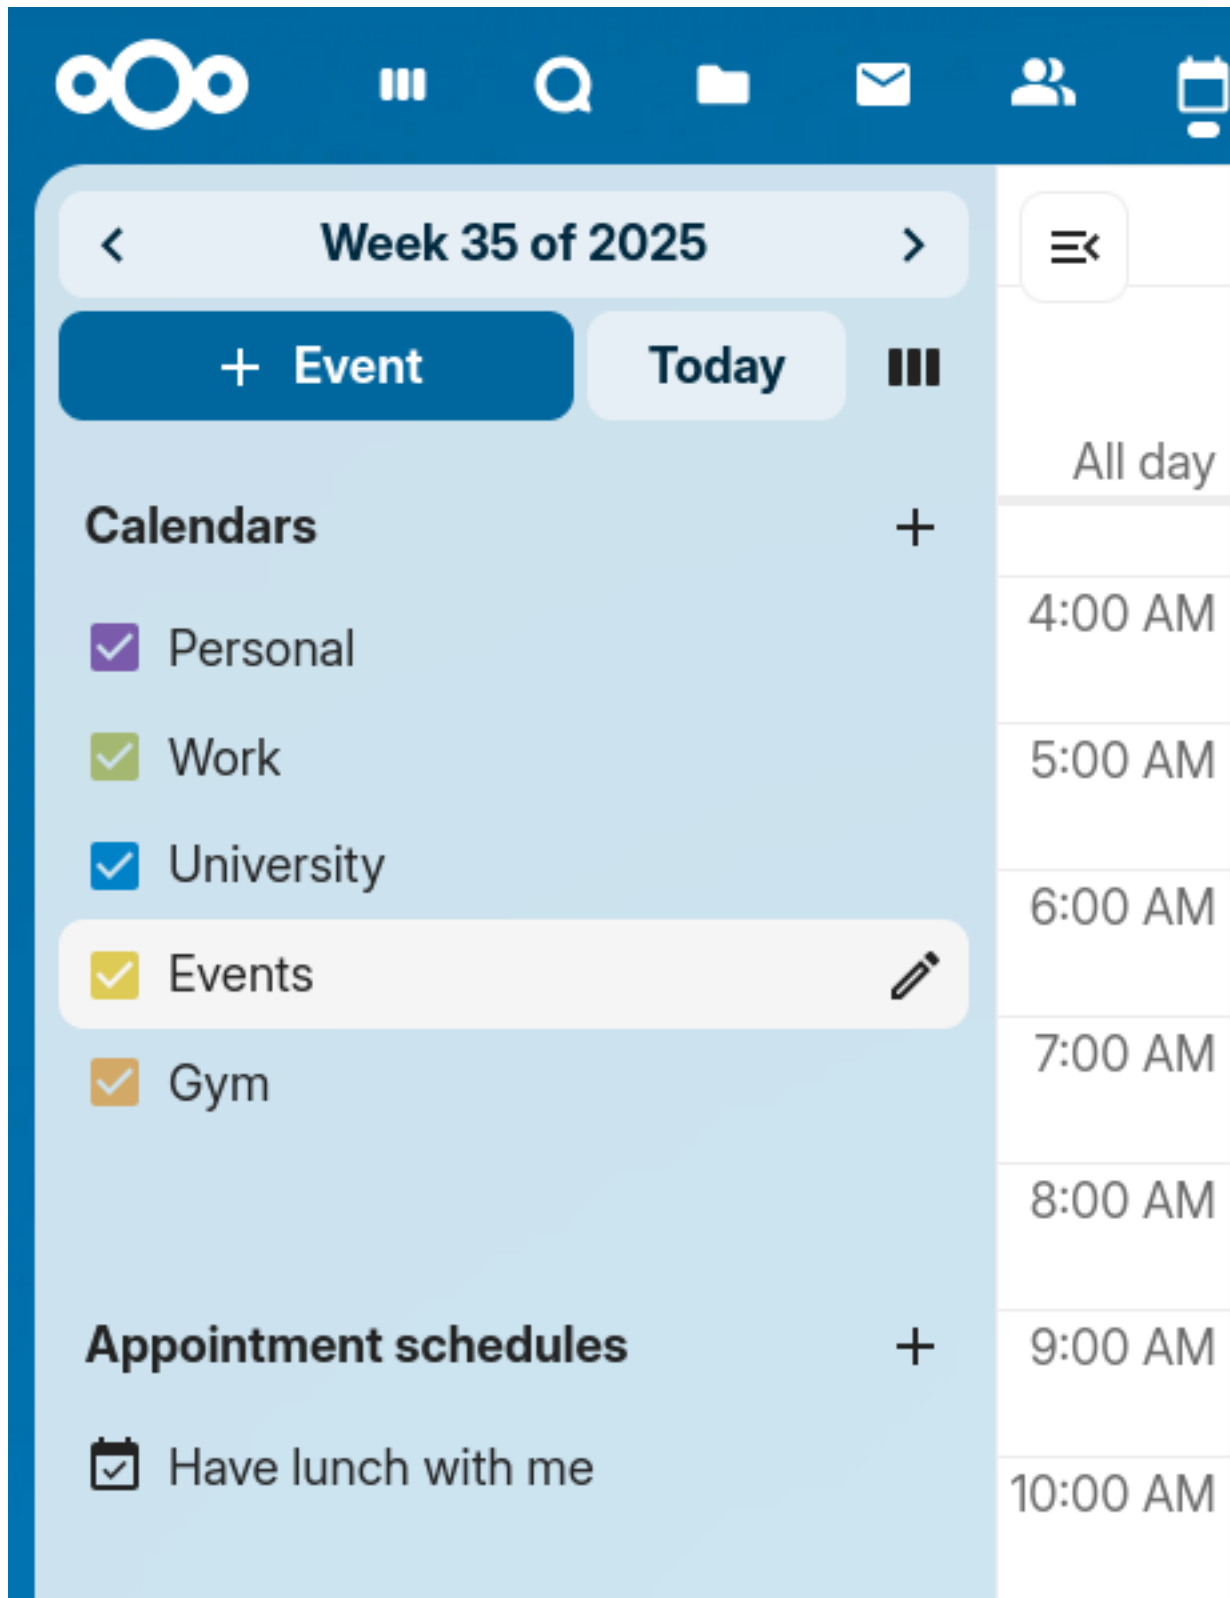 Week 35 of 2025
+ Event
Today
All day
Calendars
Personal
Work
University
Events
Gym
Appointment schedules
Have lunch with me
4:00 AM
5:00 AM
6:00 AM
7:00 AM
8:00 AM
9:00 AM
10:00 AM